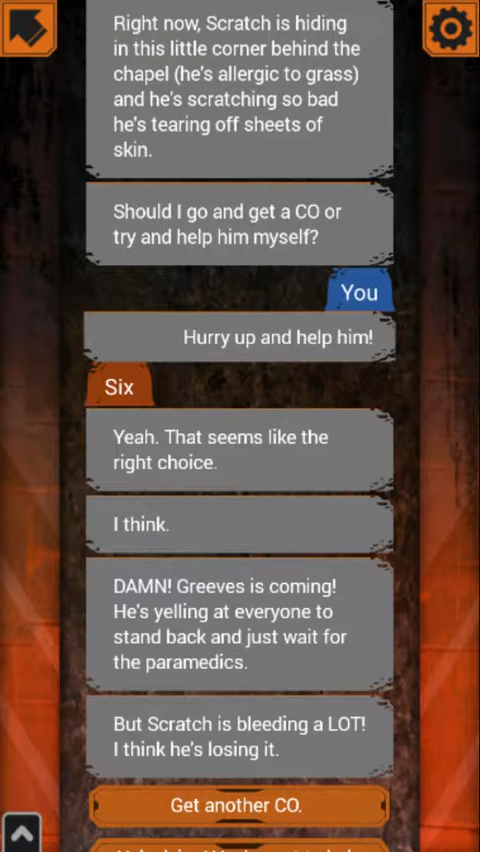 Right now, Scratch is hiding
in this little corner behind the
chapel (he's allergic to grass)
and he's scratching so bad
he's tearing off sheets of
skin.
Should I go and get a CO or
try and help him myself?
You
Hurry up and help him!
Six
Yeah. That seems like the
right choice.
I think.
DAMN! Greeves is coming!
He's yelling at everyone to
stand back and just wait for
the paramedics.
But Scratch is bleeding a LOT!
I think he's losing it.
Get another CO.